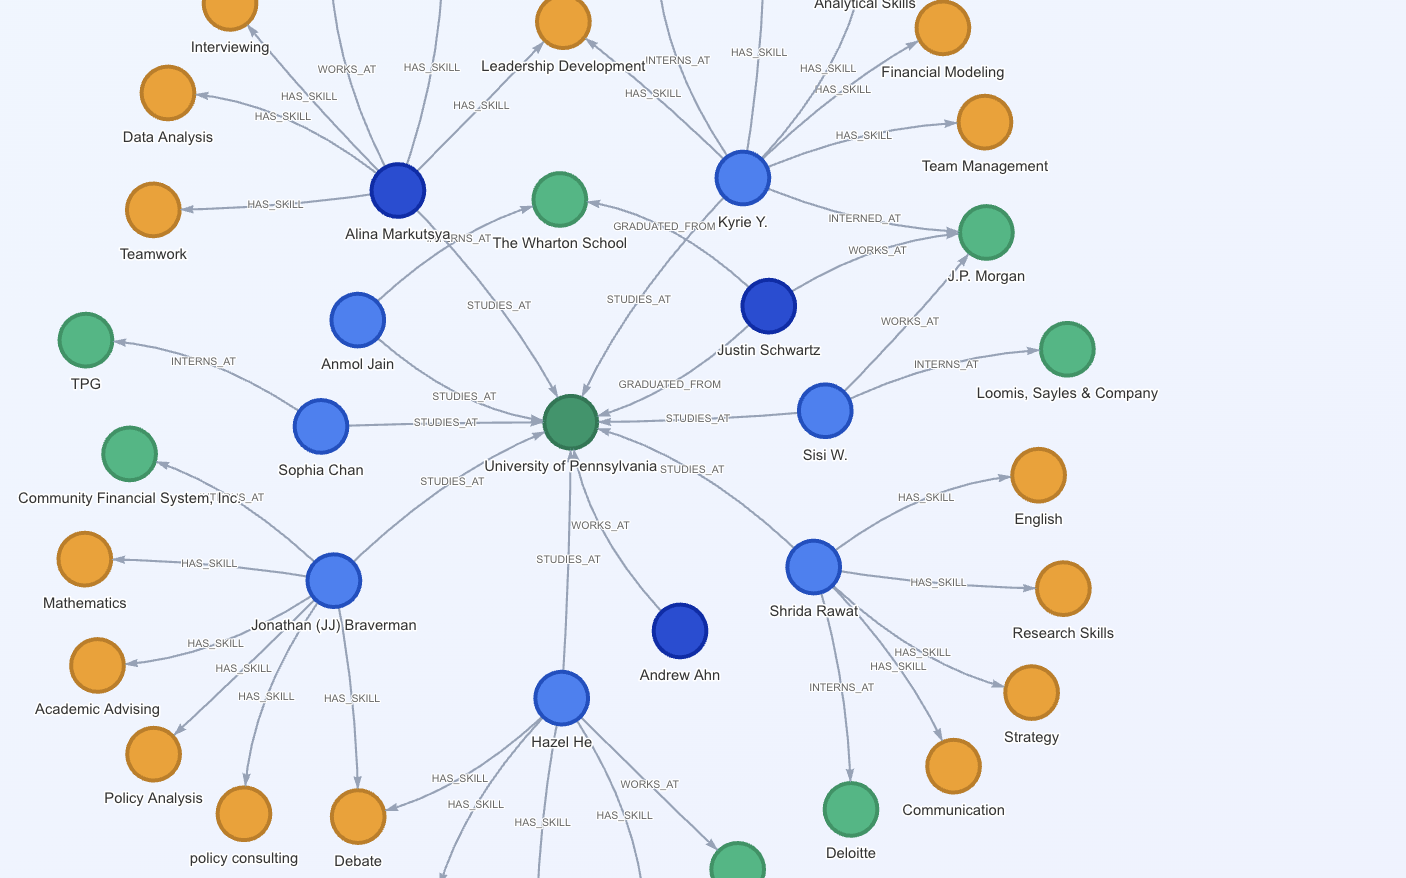 Analytical Skills
Interviewing
Leadership Development
INTERNS_AT
HAS_SKILL
WORKS_AT
HAS_SKILL
HAS_SKILL
Financial Modeling
HAS_SKILL
HAS_SKILL
HAS_SKILL
HAS_SKILL
HAS_SKILL
Data Analysis
HAS_SKILL
Team Management
HAS_SKILL
Teamwork
Alina Markutsya
The Wharton School
GRADUATED_FROM
Kyrie Y.
INTERNED_AT
WORKS_AT
J.P. Morgan
STUDIES_AT
STUDIES_AT
WORKS_AT
Anmol Jain
Justin Schwartz
INTERNS_AT
TPG
INTERNS_AT
Loomis, Sayles & Company
STUDIES_AT
GRADUATED_FROM
STUDIES_AT
STUDIES_AT
Sophia Chan
University of Pennsylvania
STUDIES_AT
Sisi W.
STUDIES_AT
Community Financial System, Inc.
HAS_SKILL
English
WORKS_AT
STUDIES_AT
HAS_SKILL
Mathematics
HAS_SKILL
Jonathan (JJ) Braverman
Shrida Rawat
Research Skills
HAS_SKILL
HAS_SKILL
HAS_SKILL
HAS_SKILL
HAS_SKILL
HAS_SKILL
Andrew Ahn
INTERNS_AT
Academic Advising
Strategy
Hazel He
HAS_SKILL
HAS_SKILL
WORKS_AT
HAS_SKILL
HAS_SKILL
Policy Analysis
Communication
policy consulting
Debate
Deloitte